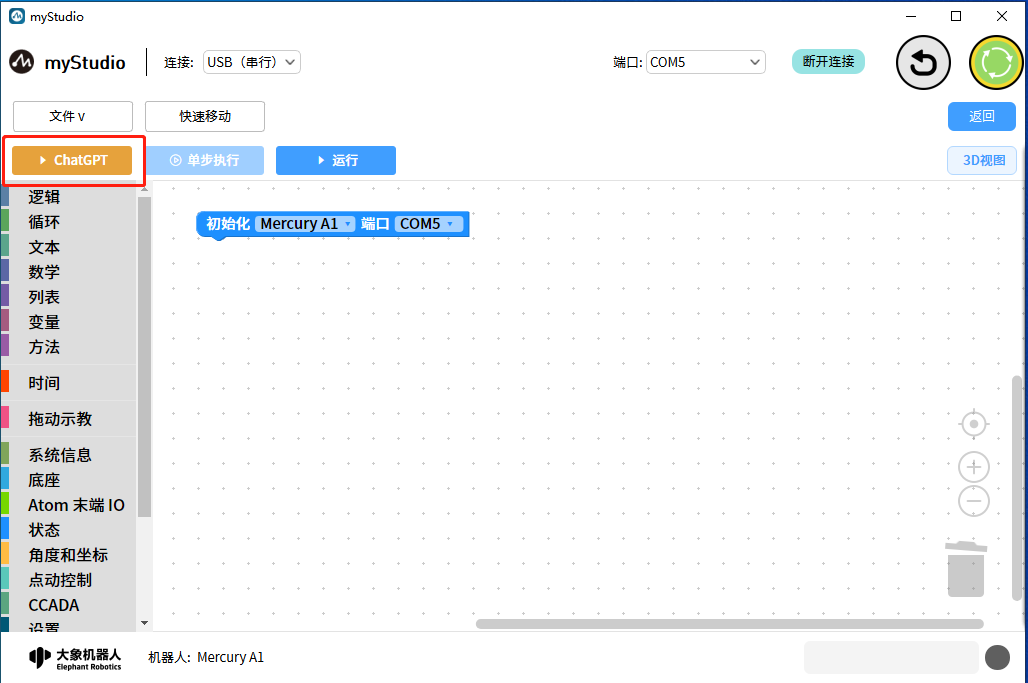 myStudio
myStudio 连接: USB（串行） 端口: COM5 断开连接
文件 ∨ 快速移动 返回
ChatGPT 单步执行 运行 3D视图
逻辑
循环
文本
数学
列表
变量
方法
时间
拖动示教
系统信息
底座
Atom 末端 IO
状态
角度和坐标
点动控制
CCADA
设置
初始化 Mercury A1 端口 COM5
大象机器人
Elephant Robotics
机器人: Mercury A1